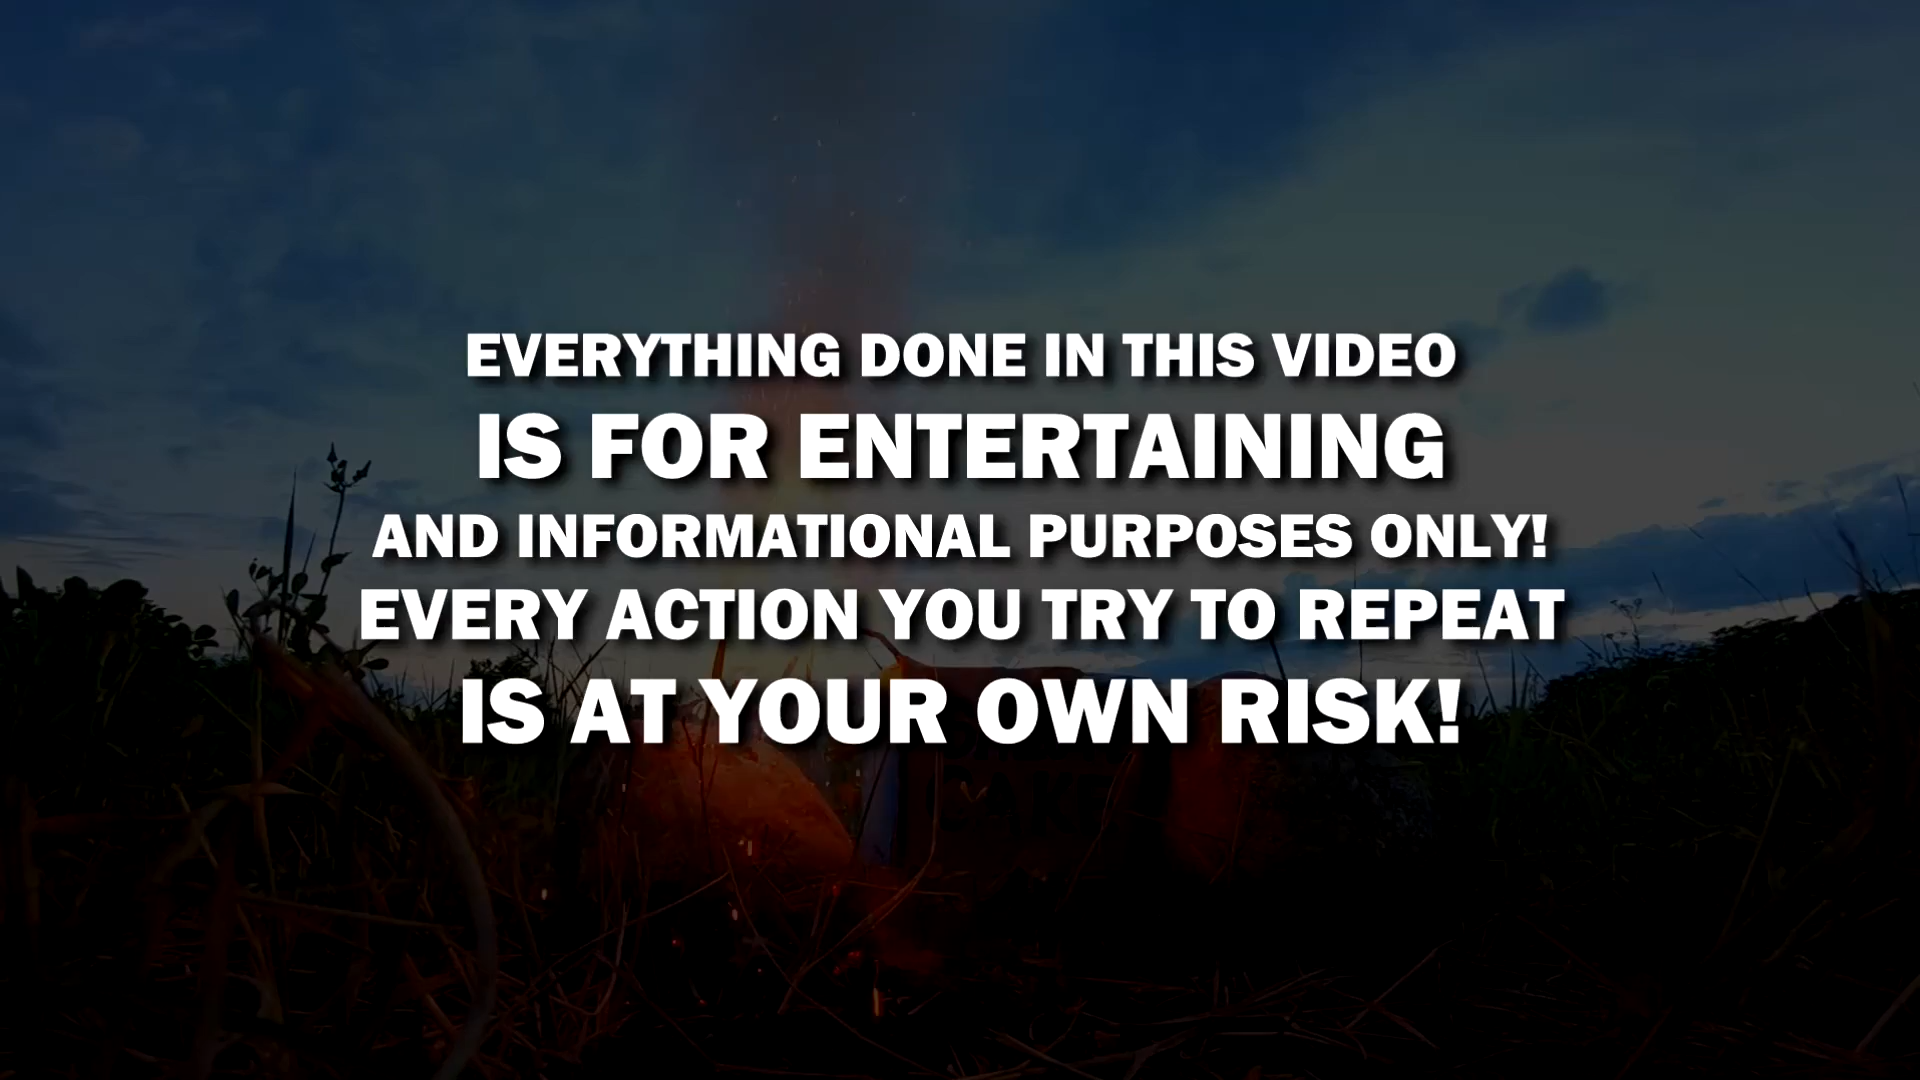 EVERYTHING DONE IN THIS VIDEO
IS FOR ENTERTAINING
AND INFORMATIONAL PURPOSES ONLY!
EVERY ACTION YOU TRY TO REPEAT
IS AT YOUR OWN RISK!